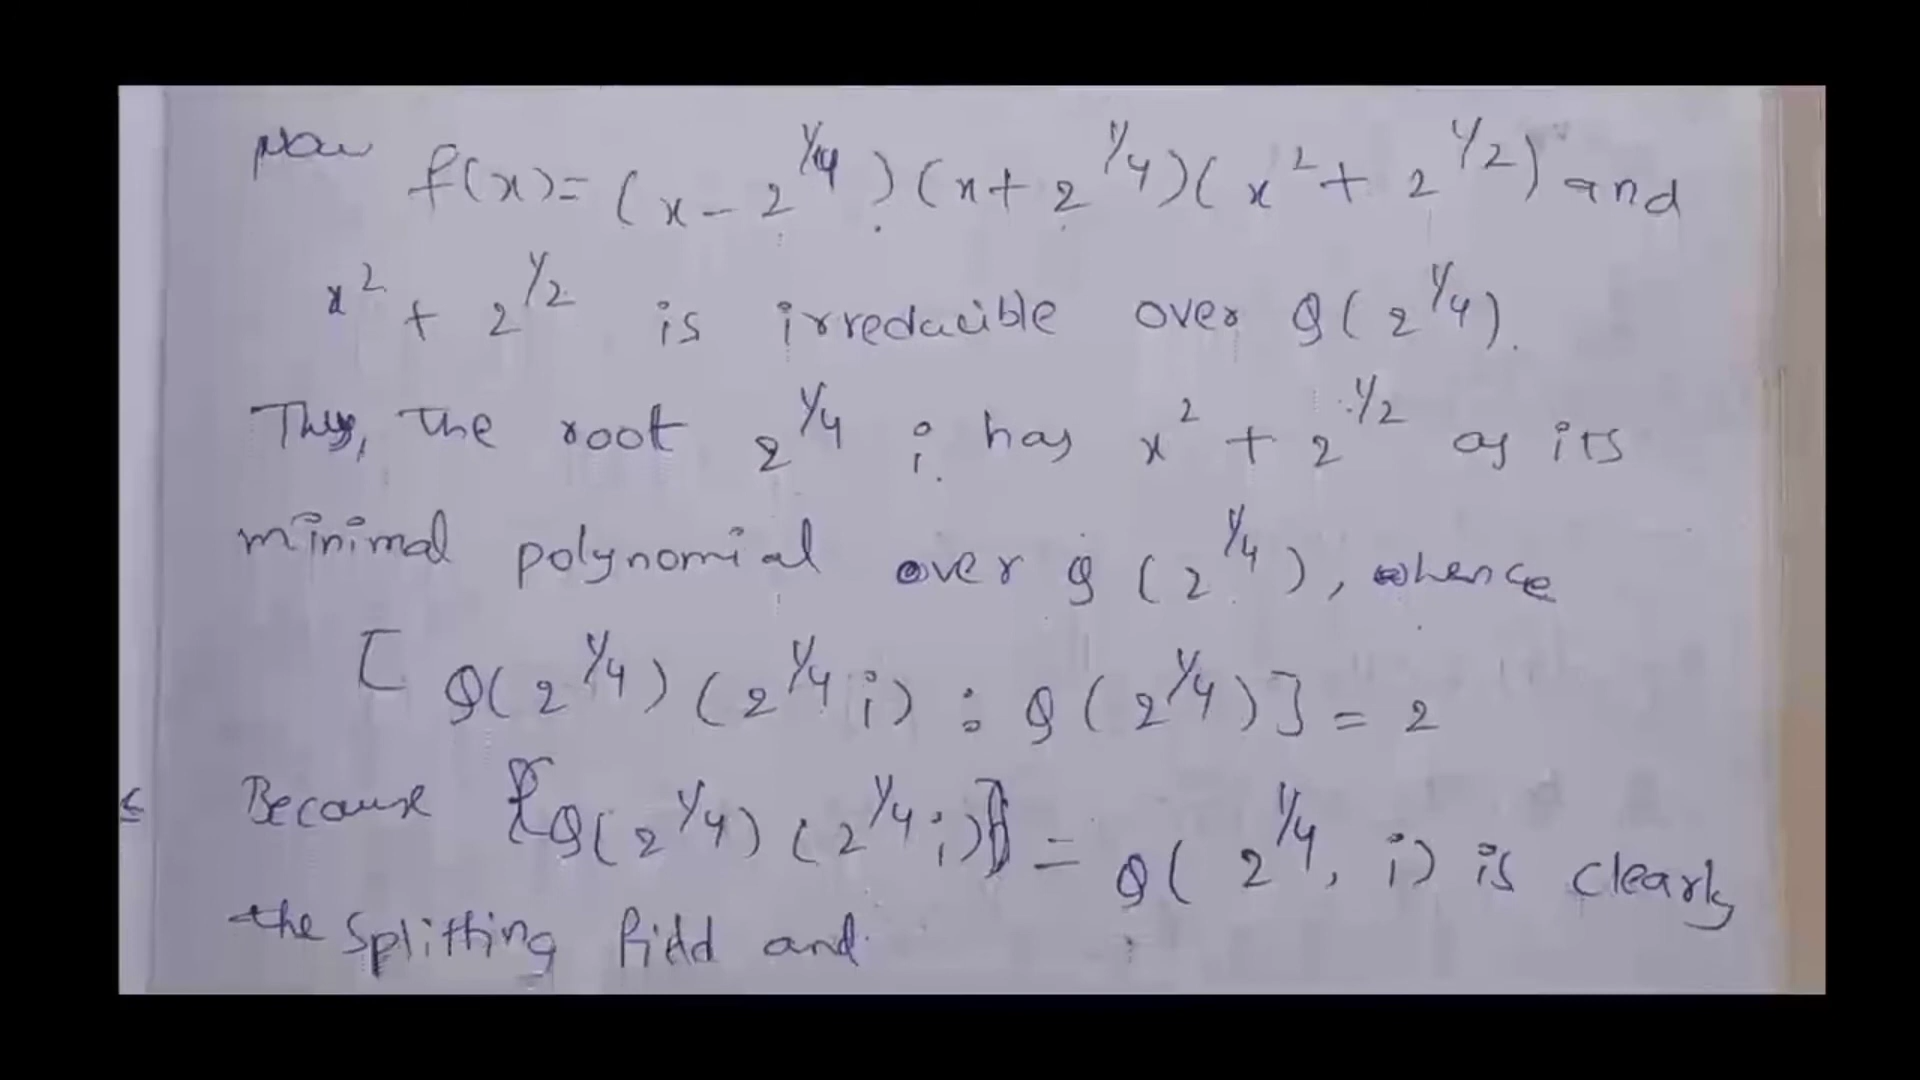 Now f(x) = (x - 2^{1/4}) (x + 2^{1/4}) (x^2 + 2^{1/2}) and
x^2 + 2^{1/2} is irreducible over Q(2^{1/4}).
Thus, the root 2^{1/4} i has x^2 + 2^{1/2} as its
minimal polynomial over Q(2^{1/4}), whence
[Q(2^{1/4})(2^{1/4} i) : Q(2^{1/4})] = 2
Because {Q(2^{1/4})(2^{1/4} i)} = Q(2^{1/4}, i) is clearly
the splitting field and